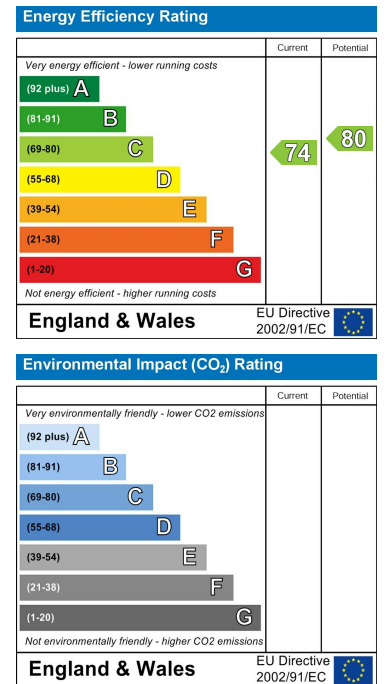 Energy Efficiency Rating
Current Potential
Very energy efficient - lower running costs
(92 plus) A
(81-91) B
(69-80) C
(55-68) D
(39-54) E
(21-38) F
(1-20) G
74
80
Not energy efficient - higher running costs
England & Wales
EU Directive
2002/91/EC
Environmental Impact (CO₂) Rating
Current Potential
Very environmentally friendly - lower CO2 emissions
(92 plus) A
(81-91) B
(69-80) C
(55-68) D
(39-54) E
(21-38) F
(1-20) G
Not environmentally friendly - higher CO2 emissions
England & Wales
EU Directive
2002/91/EC